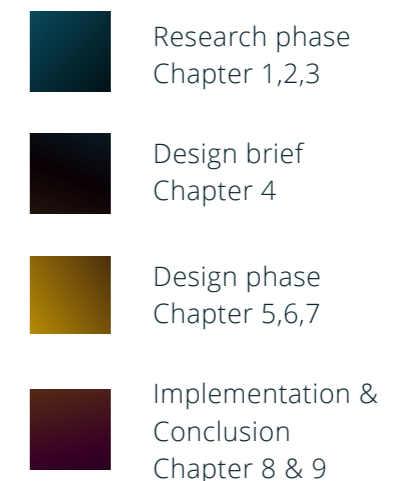 Research phase
Chapter 1,2,3
Design brief
Chapter 4
Design phase
Chapter 5,6,7
Implementation &
Conclusion
Chapter 8 & 9